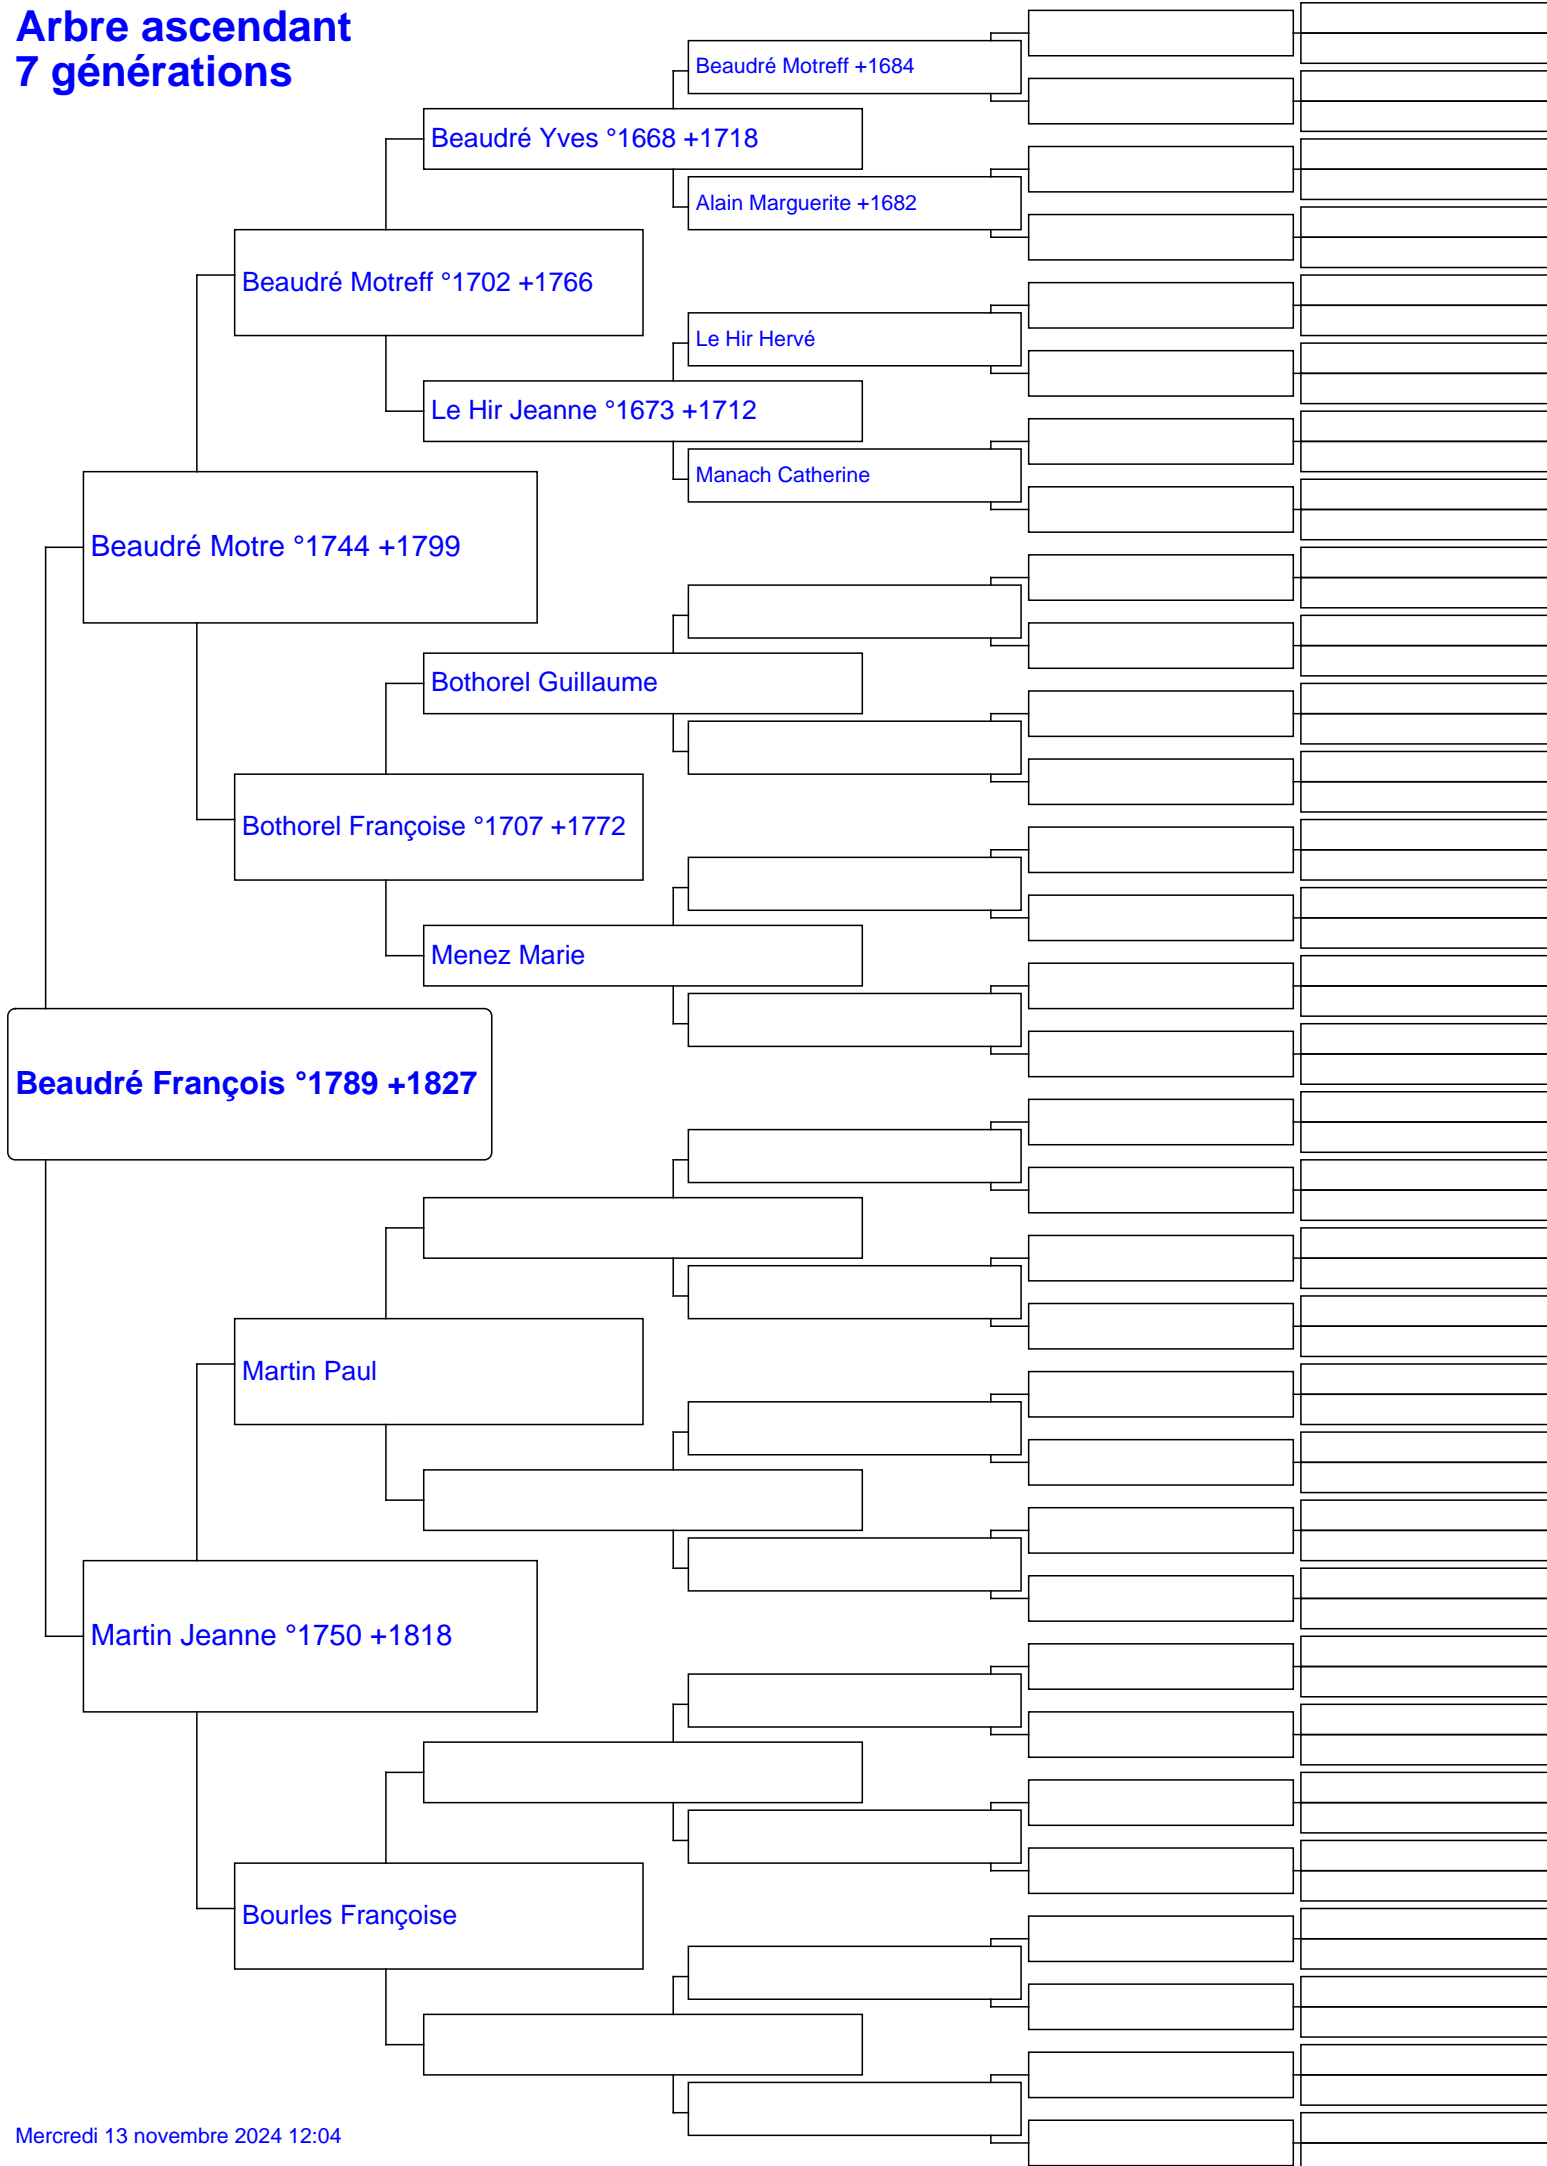 Arbre ascendant
7 générations
Beaudré Motreff +1684
Beaudré Yves °1668 +1718
Alain Marguerite +1682
Beaudré Motreff °1702 +1766
Le Hir Hervé
Le Hir Jeanne °1673 +1712
Manach Catherine
Beaudré Motre °1744 +1799
Bothorel Guillaume
Bothorel Françoise °1707 +1772
Menez Marie
Beaudré François °1789 +1827
Martin Paul
Martin Jeanne °1750 +1818
Bourles Françoise
Mercredi 13 novembre 2024 12:04